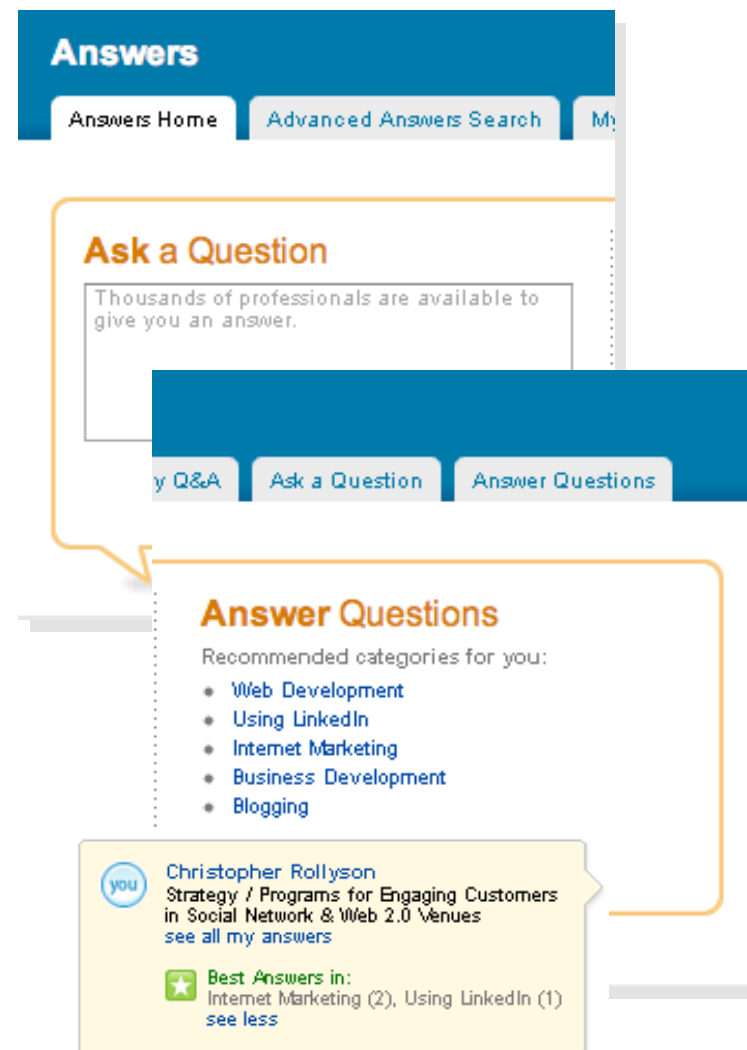 Answers
Answers Home
Advanced Answers Search
My
Ask a Question
Thousands of professionals are available to
give you an answer.
y Q&A
Ask a Question
Answer Questions
Answer Questions
Recommended categories for you:
Web Development
Using LinkedIn
Internet Marketing
Business Development
Blogging
you
Christopher Rollyson
Strategy / Programs for Engaging Customers
in Social Network & Web 2.0 Venues
see all my answers
Best Answers in:
Internet Marketing (2), Using LinkedIn (1)
see less